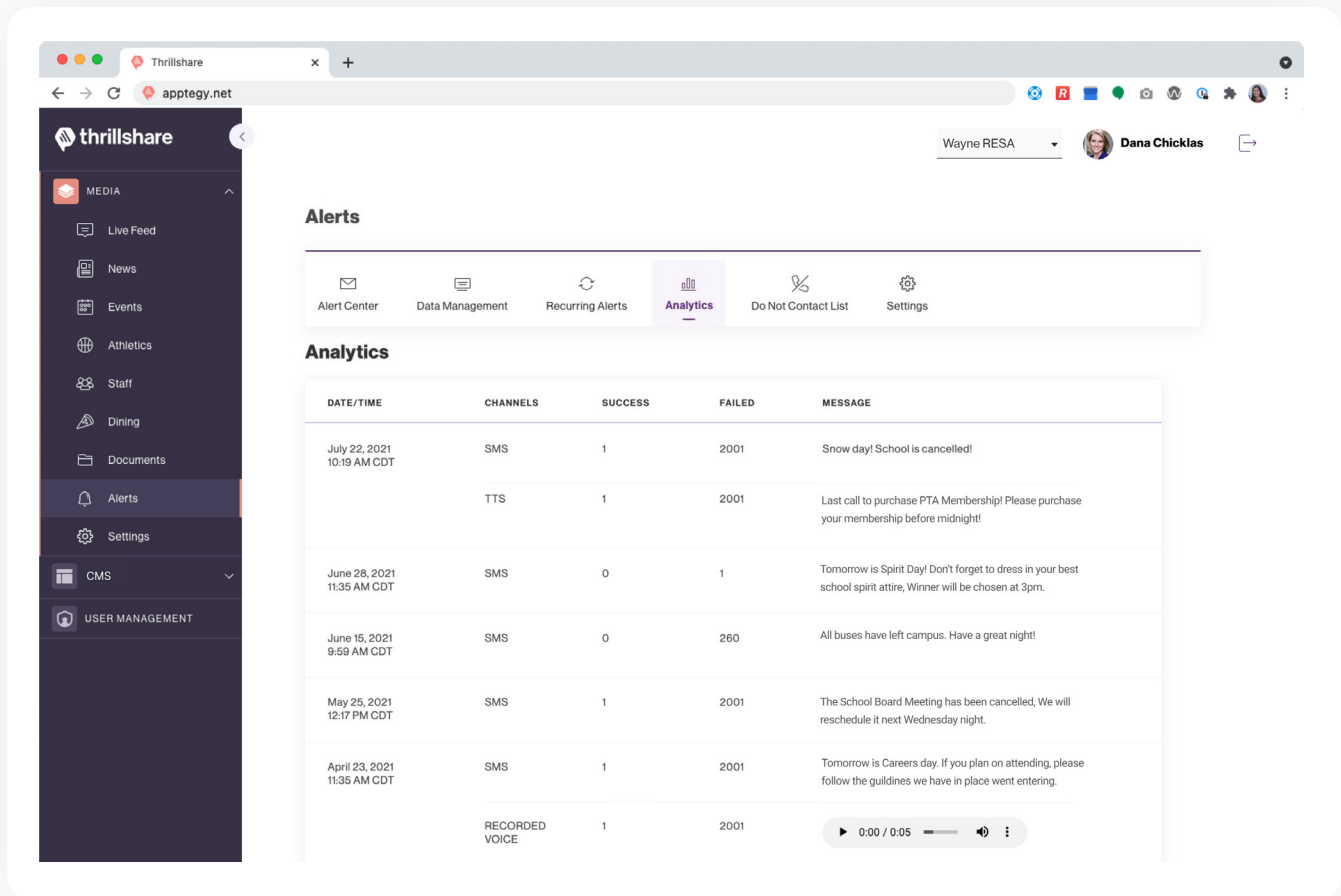 Thrillshare
apptegy.net
thrillshare
Wayne RESA
Dana Chicklas
MEDIA
Live Feed
News
Events
Athletics
Staff
Dining
Documents
Alerts
Settings
CMS
USER MANAGEMENT
Alerts
Alert Center
Data Management
Recurring Alerts
Analytics
Do Not Contact List
Settings
Analytics
DATE/TIME CHANNELS SUCCESS FAILED MESSAGE
July 22, 2021 SMS 1 2001 Snow day! School is cancelled!
10:19 AM CDT
TTS 1 2001 Last call to purchase PTA Membership! Please purchase
your membership before midnight!
June 28, 2021 SMS 0 1 Tomorrow is Spirit Day! Don't forget to dress in your best
11:35 AM CDT school spirit attire, Winner will be chosen at 3pm.
June 15, 2021 SMS 0 260 All buses have left campus. Have a great night!
9:59 AM CDT
May 25, 2021 SMS 1 2001 The School Board Meeting has been cancelled, We will
12:17 PM CDT reschedule it next Wednesday night.
April 23, 2021 SMS 1 2001 Tomorrow is Careers day. If you plan on attending, please
11:35 AM CDT follow the guildines we have in place went entering.
RECORDED 1 2001 0:00 / 0:05
VOICE